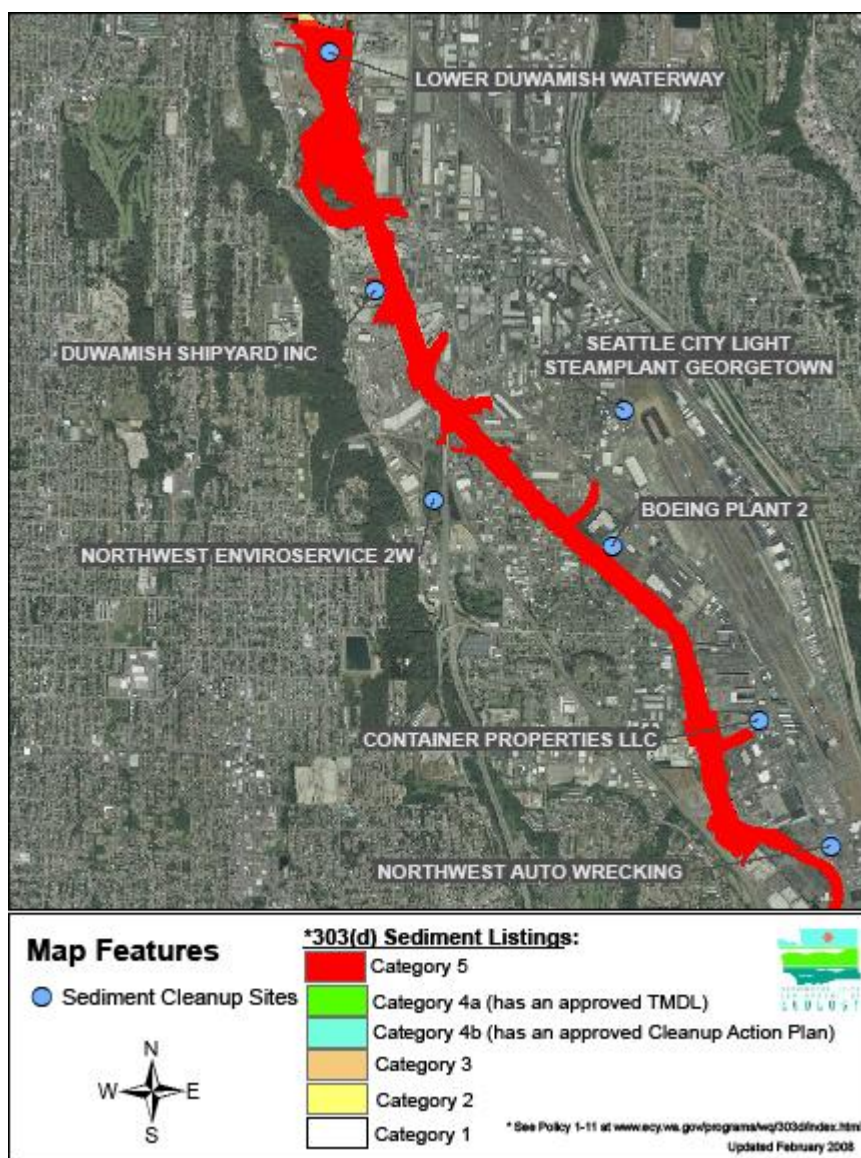 LOWER DUWAMISH WATERWAY
DUWAMISH SHIPYARD INC
SEATTLE CITY LIGHT
STEAMPLANT GEORGETOWN
BOEING PLANT 2
NORTHWEST ENVIROSERVICE 2W
CONTAINER PROPERTIES LLC
NORTHWEST AUTO WRECKING
Map Features
Sediment Cleanup Sites
N
W E
S
*303(d) Sediment Listings:
Category 5
Category 4a (has an approved TMDL)
Category 4b (has an approved Cleanup Action Plan)
Category 3
Category 2
Category 1
ECOLOGY
* See Policy 1-11 at www.ecy.wa.gov/programs/wq/303d/index.html
Updated February 2008